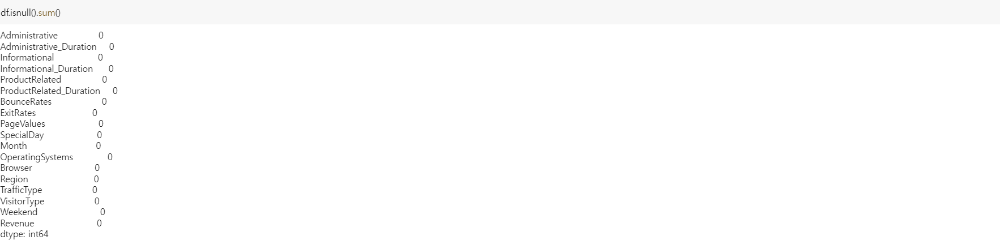 df.isnull().sum()
Administrative 0
Administrative_Duration 0
Informational 0
Informational_Duration 0
ProductRelated 0
ProductRelated_Duration 0
BounceRates 0
ExitRates 0
PageValues 0
SpecialDay 0
Month 0
OperatingSystems 0
Browser 0
Region 0
TrafficType 0
VisitorType 0
Weekend 0
Revenue 0
dtype: int64